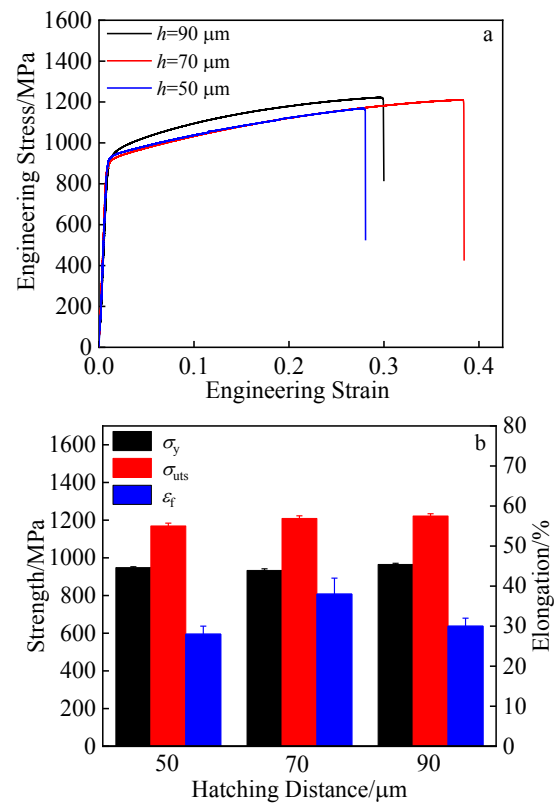 a
h=90 μm
h=70 μm
h=50 μm
Engineering Stress/MPa
1600
1400
1200
1000
800
600
400
200
0
0.0 0.1 0.2 0.3 0.4
Engineering Strain
b
σy
σuts
εf
Strength/MPa
1600
1400
1200
1000
800
600
400
200
0
Elongation/%
80
70
60
50
40
30
20
10
0
50 70 90
Hatching Distance/μm